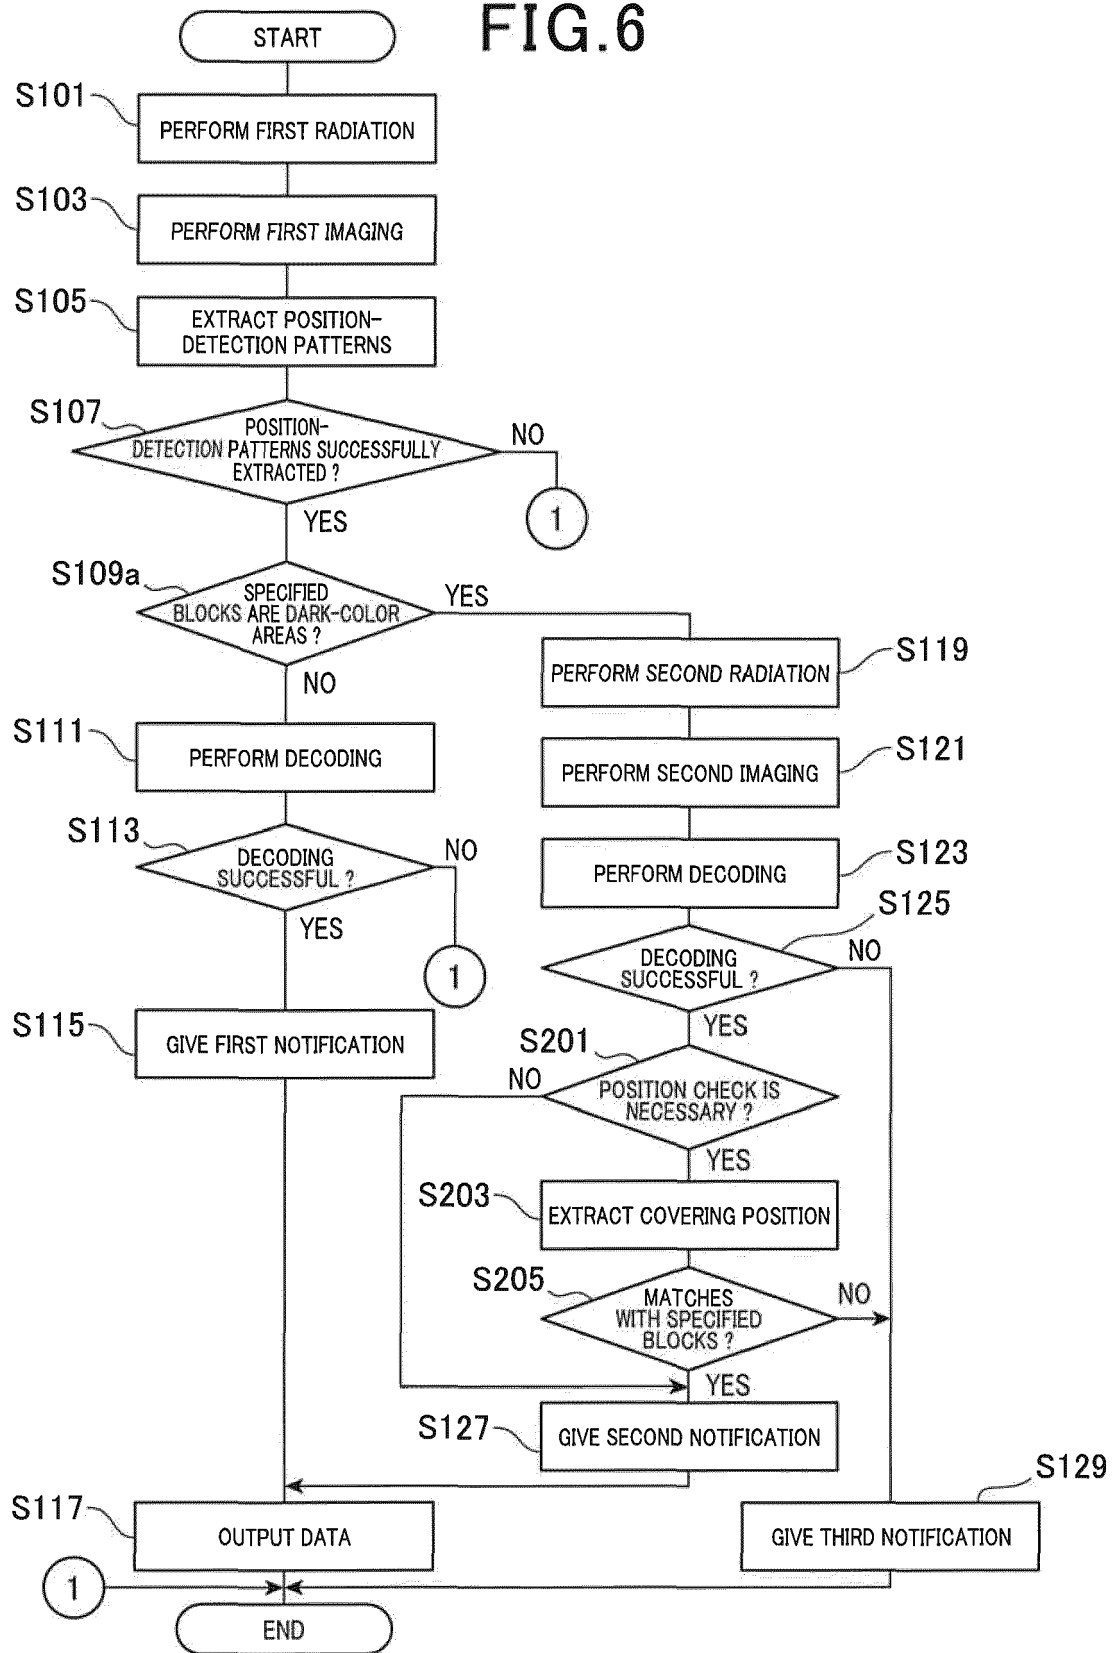 FIG.6
START
S101
PERFORM FIRST RADIATION
S103
PERFORM FIRST IMAGING
S105
EXTRACT POSITION-
DETECTION PATTERNS
S107
POSITION-
DETECTION PATTERNS SUCCESSFULLY
EXTRACTED ?
NO
1
YES
S109a
SPECIFIED
BLOCKS ARE DARK-COLOR
AREAS ?
YES
NO
S111
PERFORM DECODING
S113
DECODING
SUCCESSFUL ?
NO
1
YES
S115
GIVE FIRST NOTIFICATION
S119
PERFORM SECOND RADIATION
S121
PERFORM SECOND IMAGING
S123
PERFORM DECODING
S125
DECODING
SUCCESSFUL ?
NO
YES
S201
POSITION CHECK IS
NECESSARY ?
NO
YES
S203
EXTRACT COVERING POSITION
S205
MATCHES
WITH SPECIFIED
BLOCKS ?
NO
YES
S127
GIVE SECOND NOTIFICATION
S129
GIVE THIRD NOTIFICATION
S117
OUTPUT DATA
1
END